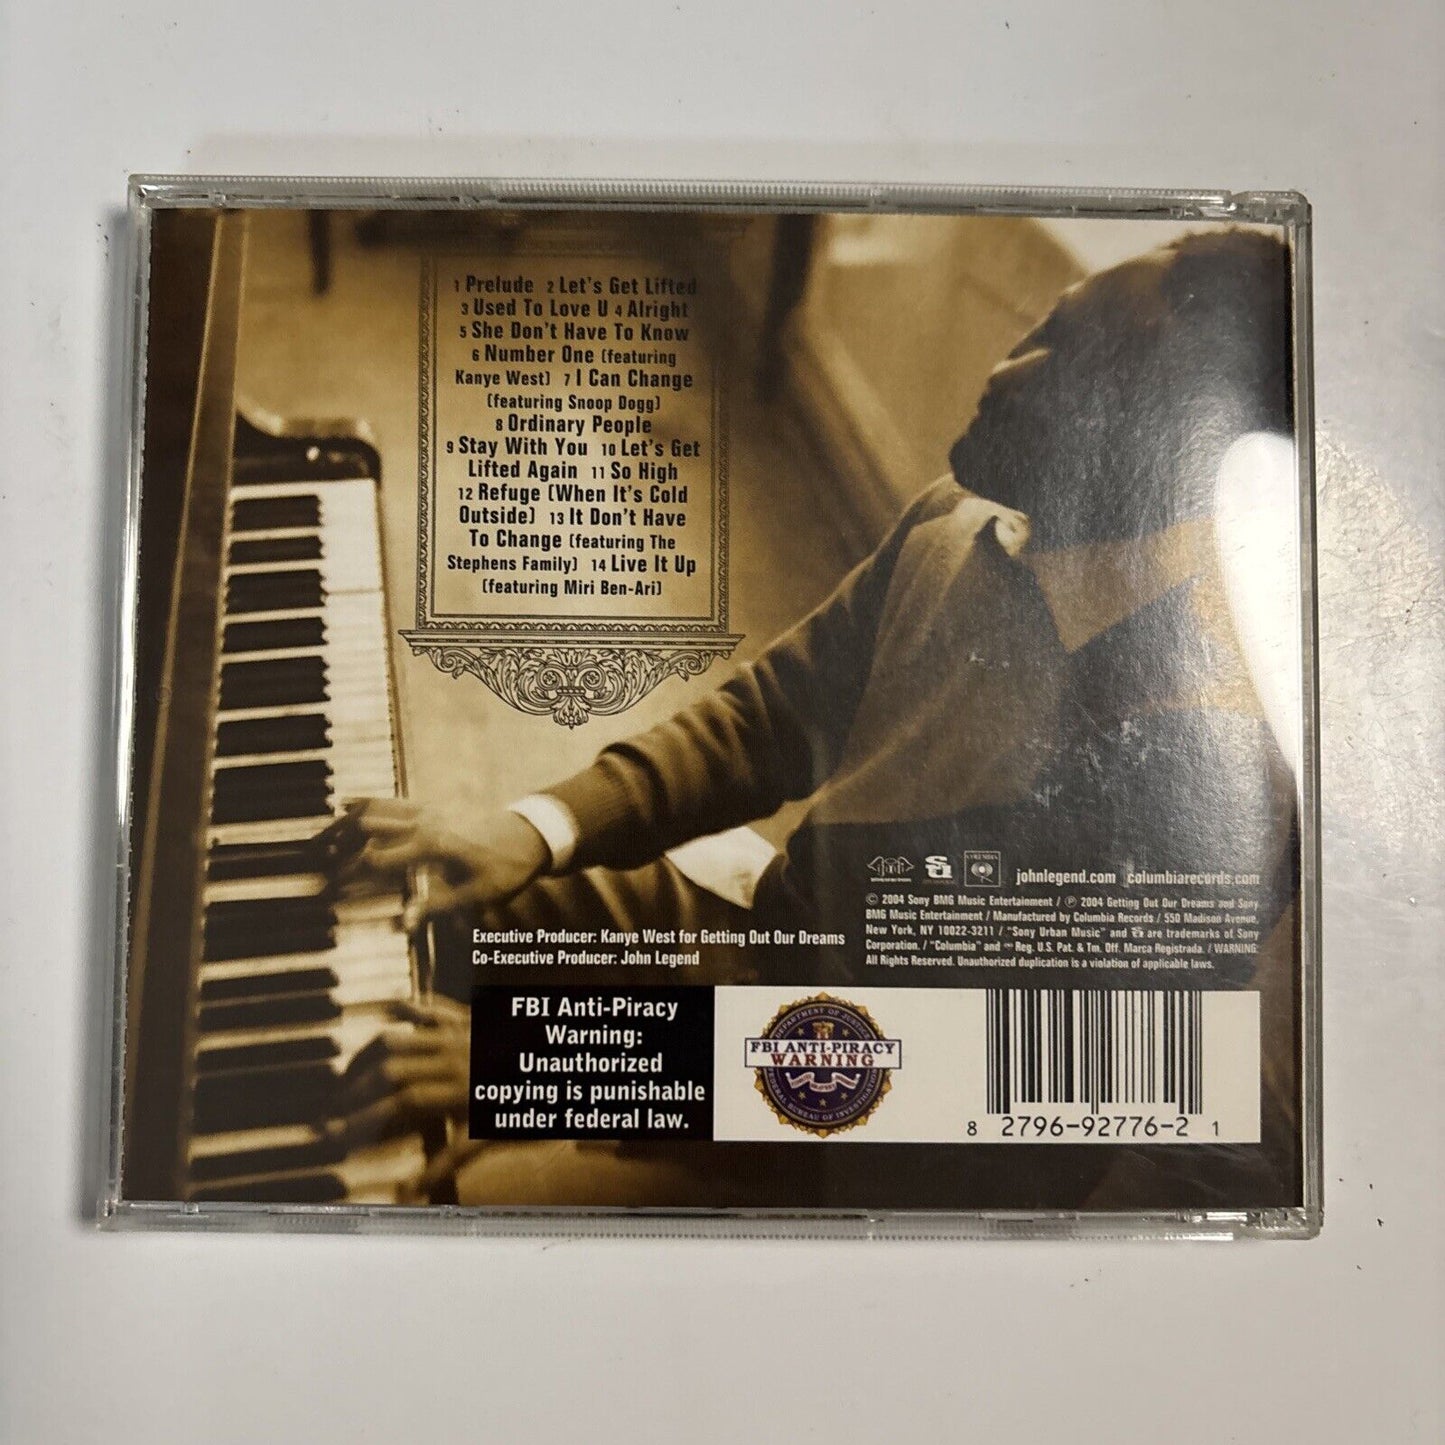 1 Prelude 2 Let's Get Lifted
3 Used To Love U 4 Alright
5 She Don't Have To Know
6 Number One (featuring
Kanye West) 7 I Can Change
(featuring Snoop Dogg)
8 Ordinary People
9 Stay With You 10 Let's Get
Lifted Again 11 So High
12 Refuge (When It's Cold
Outside) 13 It Don't Have
To Change (featuring The
Stephens Family) 14 Live It Up
(featuring Miri Ben-Ari)
COLUMBIA
johnlegend.com columbiarecords.com
© 2004 Sony BMG Music Entertainment / ℗ 2004 Getting Out Our Dreams and Sony
BMG Music Entertainment / Manufactured by Columbia Records / 550 Madison Avenue,
New York, NY 10022-3211 / "Sony Urban Music" and are trademarks of Sony
Corporation. / "Columbia" and Reg. U.S. Pat. & Tm. Off. Marca Registrada. / WARNING:
All Rights Reserved. Unauthorized duplication is a violation of applicable laws.
Executive Producer: Kanye West for Getting Out Our Dreams
Co-Executive Producer: John Legend
FBI Anti-Piracy
Warning:
Unauthorized
copying is punishable
under federal law.
DEPARTMENT OF JUSTICE
FBI ANTI-PIRACY
WARNING
FEDERAL BUREAU OF INVESTIGATION
8 2796-92776-2 1